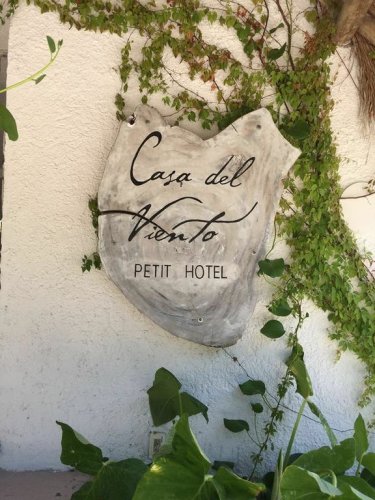 Casa del
Viento
PETIT HOTEL